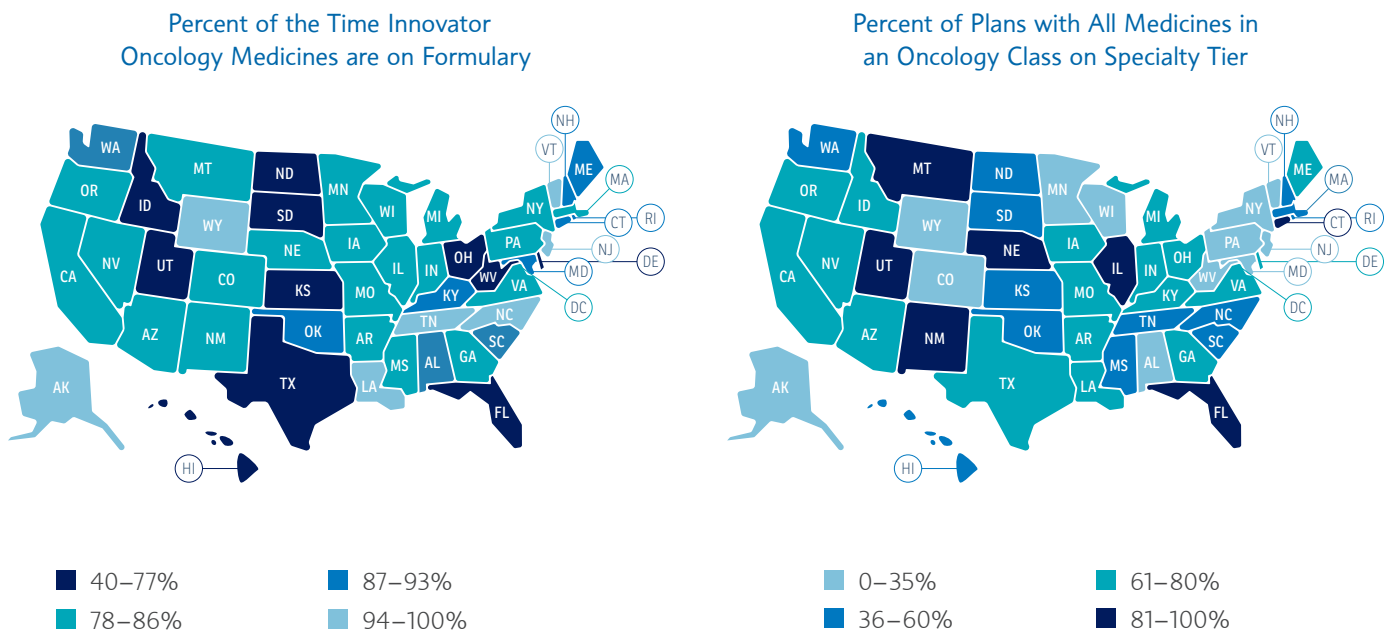 Percent of the Time Innovator
Oncology Medicines are on Formulary
NH
VT
WA
ME
MT
ND
MA
OR
MN
ID
SD
WI
NY
MI
CT
RI
WY
PA
NJ
IA
NE
OH
DE
NV
IL
IN
UT
WV
MD
CA
CO
VA
KS
MO
KY
DC
NC
TN
OK
AZ
NM
AR
SC
MS
AL
GA
TX
LA
AK
FL
HI
40–77%
87–93%
78–86%
94–100%
Percent of Plans with All Medicines in
an Oncology Class on Specialty Tier
NH
VT
WA
ME
MT
ND
MA
OR
MN
ID
SD
WI
NY
MI
CT
RI
WY
PA
NJ
IA
NE
OH
DE
NV
IL
IN
UT
WV
MD
CA
CO
VA
KS
MO
KY
DC
NC
TN
OK
AZ
NM
AR
SC
MS
AL
GA
TX
LA
AK
FL
HI
0–35%
61–80%
36–60%
81–100%